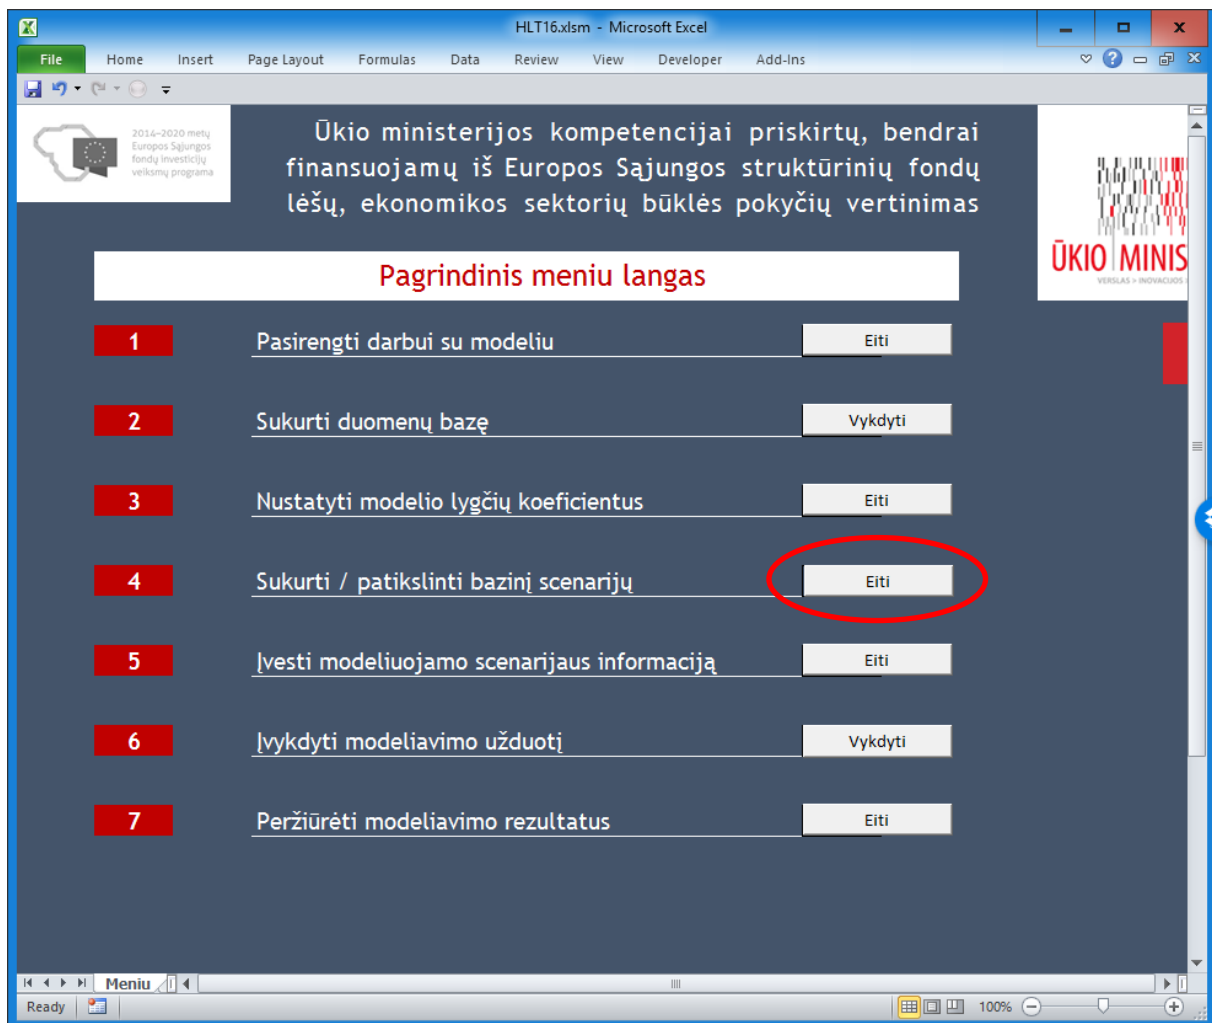 HLT16.xlsm - Microsoft Excel
File Home Insert Page Layout Formulas Data Review View Developer Add-Ins
2014–2020 metų
Europos Sąjungos
fondų investicijų
veiksmų programa
Ūkio ministerijos kompetencijai priskirtų, bendrai
finansuojamų iš Europos Sąjungos struktūrinių fondų
lėšų, ekonomikos sektorių būklės pokyčių vertinimas
ŪKIO MINIS
VERSLAS > INOVACIJOS
Pagrindinis meniu langas
1 Pasirengti darbui su modeliu Eiti
2 Sukurti duomenų bazę Vykdyti
3 Nustatyti modelio lygčių koeficientus Eiti
4 Sukurti / patikslinti bazinį scenarijų Eiti
5 Įvesti modeliuojamo scenarijaus informaciją Eiti
6 Įvykdyti modeliavimo užduotį Vykdyti
7 Peržiūrėti modeliavimo rezultatus Eiti
Meniu
Ready 100%